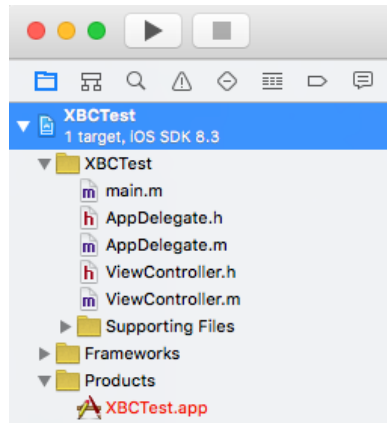 XBCTest
1 target, iOS SDK 8.3
XBCTest
main.m
AppDelegate.h
AppDelegate.m
ViewController.h
ViewController.m
Supporting Files
Frameworks
Products
XBCTest.app